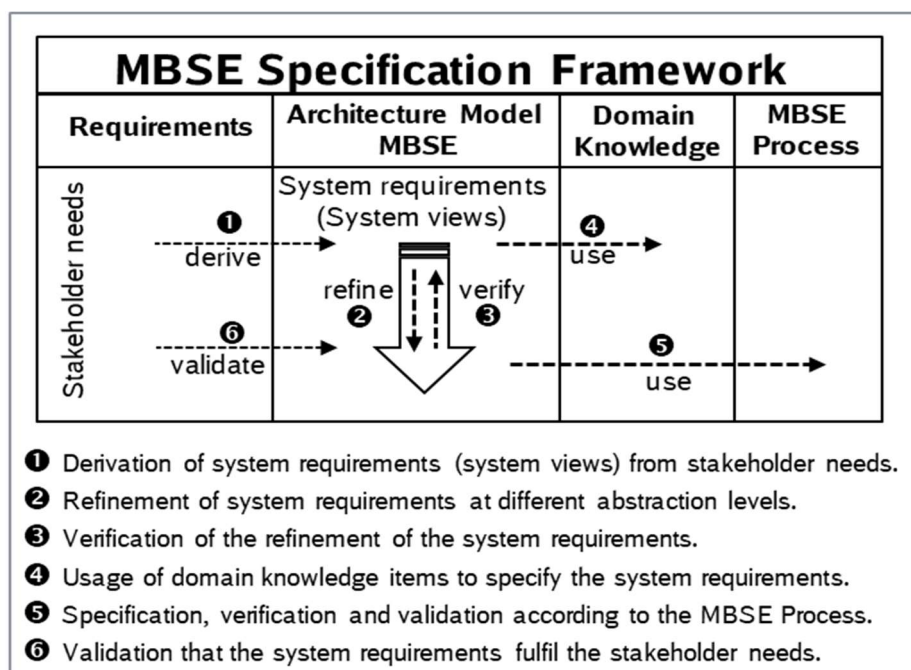 MBSE Specification Framework
Requirements
Architecture Model
MBSE
Domain
Knowledge
MBSE
Process
Stakeholder needs
System requirements
(System views)
❶
derive
❹
use
refine
❷
verify
❸
❻
validate
❺
use
❶ Derivation of system requirements (system views) from stakeholder needs.
❷ Refinement of system requirements at different abstraction levels.
❸ Verification of the refinement of the system requirements.
❹ Usage of domain knowledge items to specify the system requirements.
❺ Specification, verification and validation according to the MBSE Process.
❻ Validation that the system requirements fulfil the stakeholder needs.